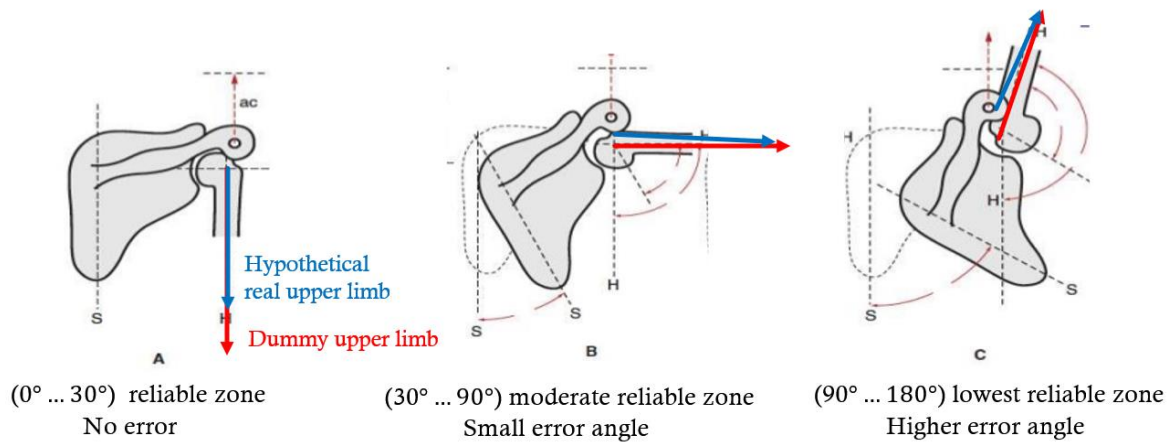 ac
Hypothetical
real upper limb
S
H
Dummy upper limb
A
(0° ... 30°) reliable zone
No error
H
S
S
B
(30° ... 90°) moderate reliable zone
Small error angle
H
H
H
S
S
C
(90° ... 180°) lowest reliable zone
Higher error angle